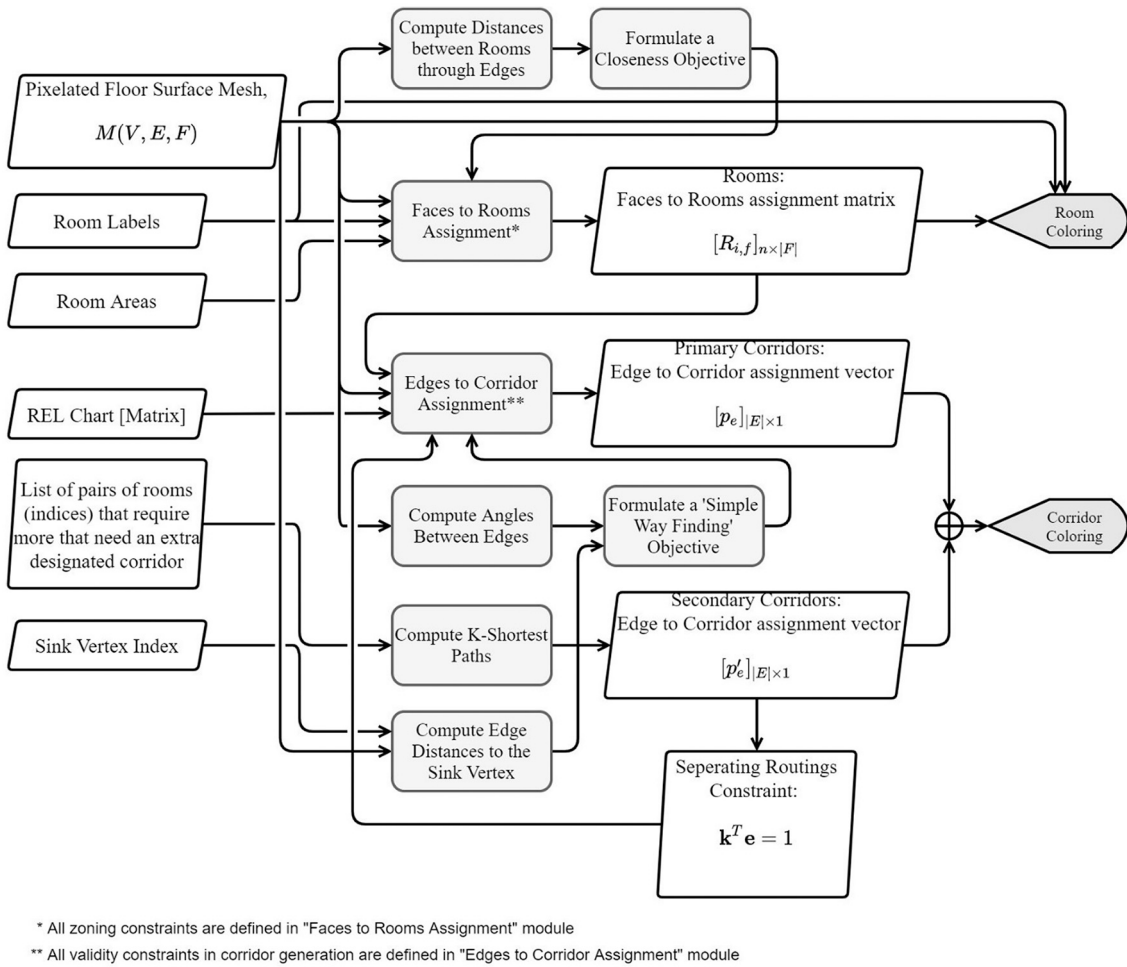 Compute Distances
between Rooms
through Edges
Formulate a
Closeness Objective
Pixelated Floor Surface Mesh,
M(V, E, F)
Room Labels
Room Areas
Faces to Rooms
Assignment*
Rooms:
Faces to Rooms assignment matrix
[R_{i,f}]_{n×|F|}
Room
Coloring
REL Chart [Matrix]
Edges to Corridor
Assignment**
Primary Corridors:
Edge to Corridor assignment vector
[p_e]_{|E|×1}
List of pairs of rooms
(indices) that require
more that need an extra
designated corridor
Compute Angles
Between Edges
Formulate a 'Simple
Way Finding'
Objective
Corridor
Coloring
Sink Vertex Index
Compute K-Shortest
Paths
Secondary Corridors:
Edge to Corridor assignment vector
[p'_e]_{|E|×1}
Compute Edge
Distances to the
Sink Vertex
Seperating Routings
Constraint:
k^T e = 1
* All zoning constraints are defined in "Faces to Rooms Assignment" module
** All validity constraints in corridor generation are defined in "Edges to Corridor Assignment" module